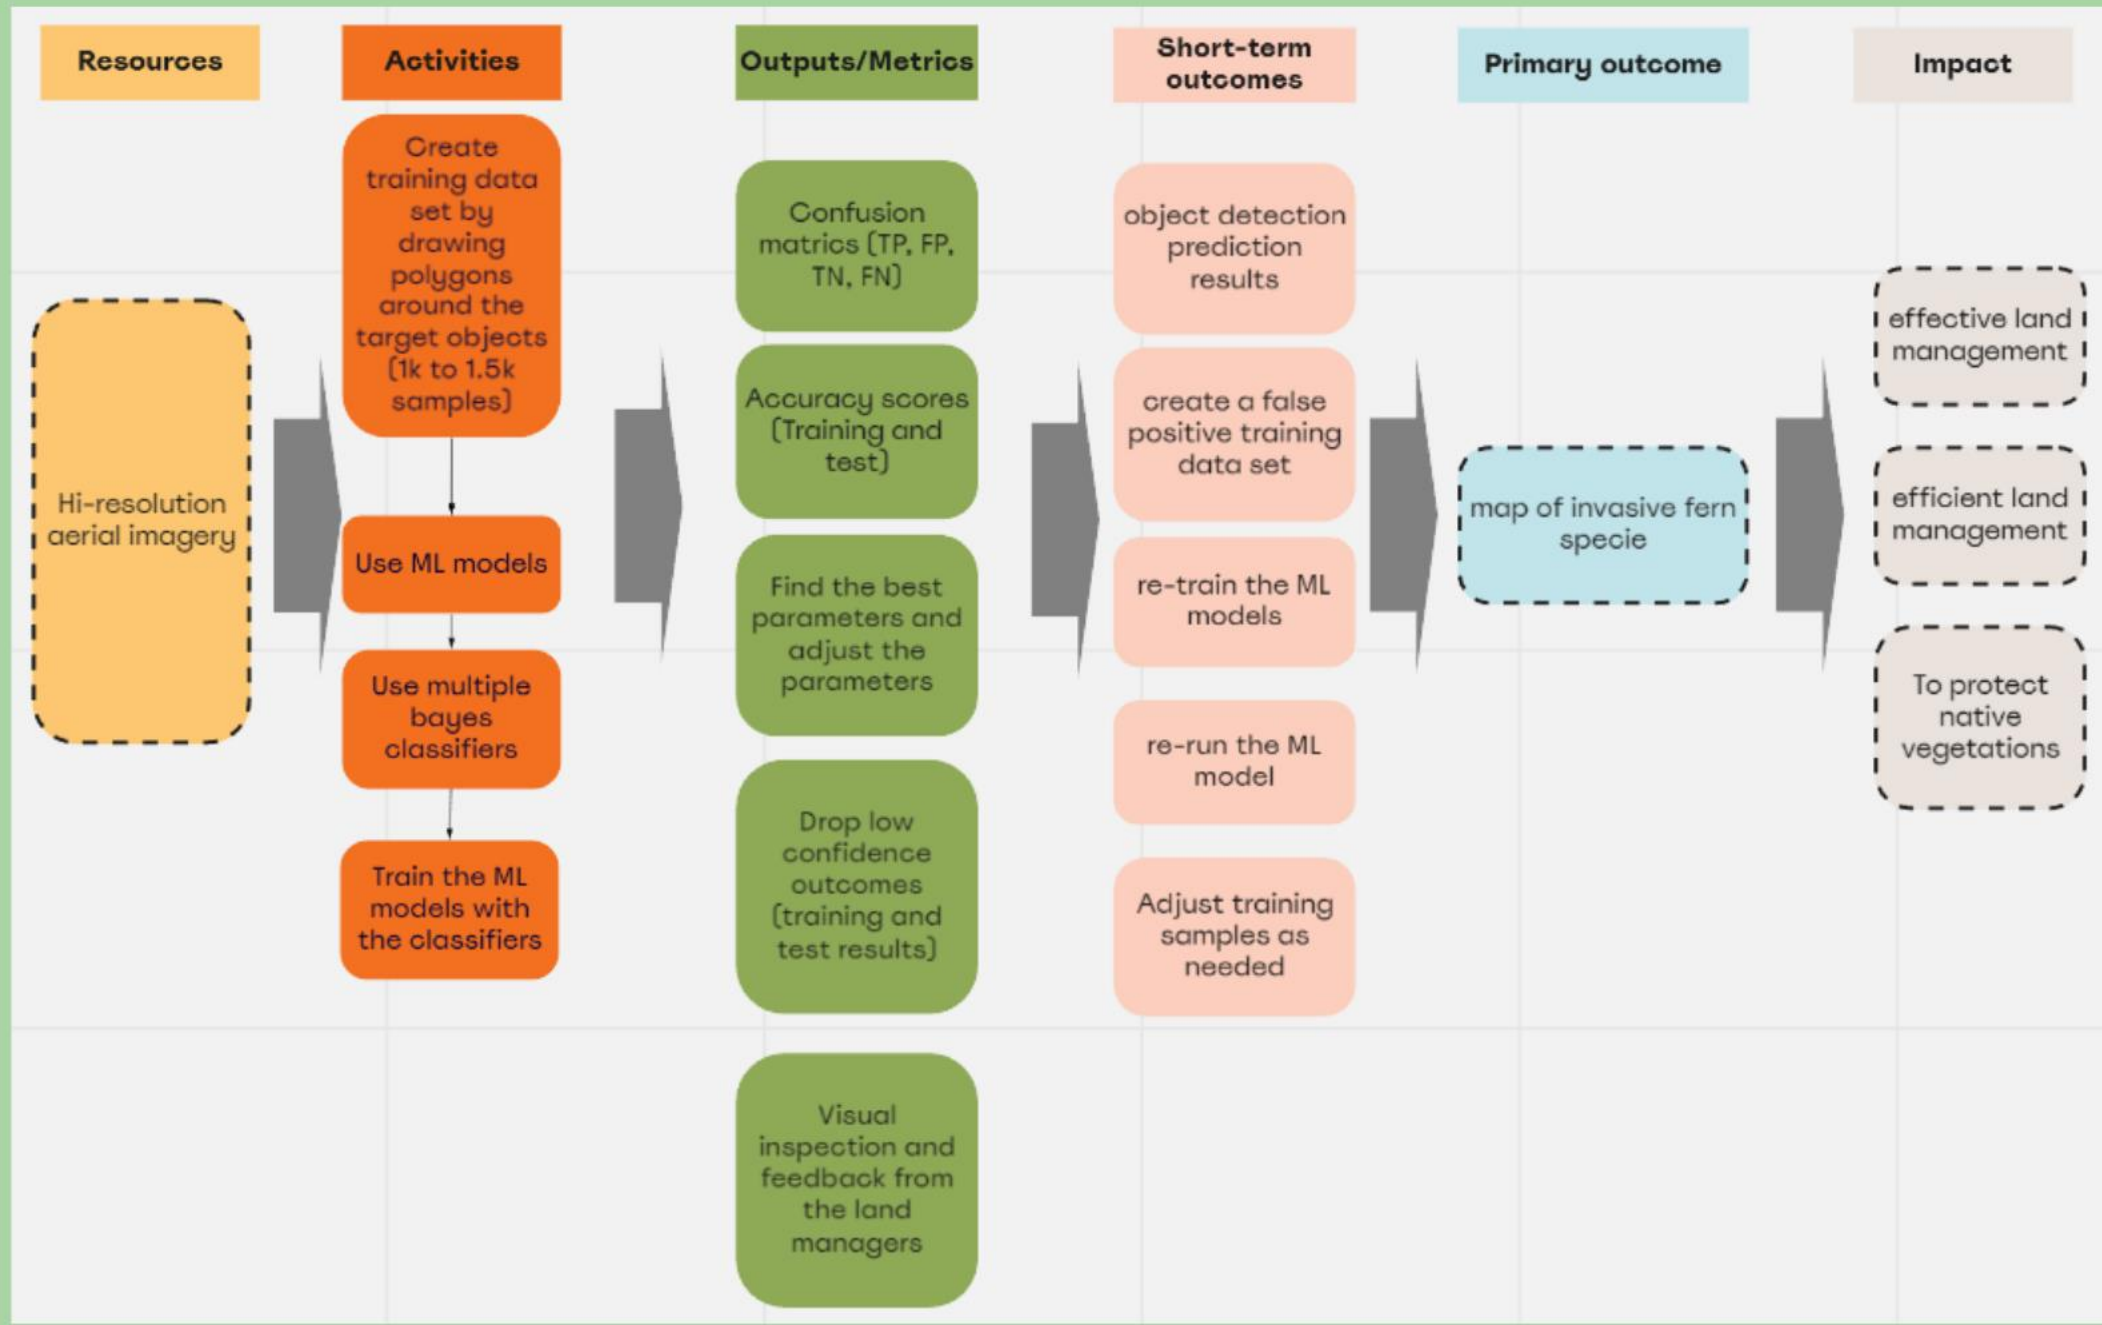 Resources
Activities
Outputs/Metrics
Short-term
outcomes
Primary outcome
Impact
Hi-resolution
aerial imagery
Create
training data
set by
drawing
polygons
around the
target objects
(1k to 1.5k
samples)
Use ML models
Use multiple
bayes
classifiers
Train the ML
models with
the classifiers
Confusion
matrics (TP, FP,
TN, FN)
Accuracy scores
(Training and
test)
Find the best
parameters and
adjust the
parameters
Drop low
confidence
outcomes
(training and
test results)
Visual
inspection and
feedback from
the land
managers
object detection
prediction
results
create a false
positive training
data set
re-train the ML
models
re-run the ML
model
Adjust training
samples as
needed
map of invasive fern
specie
effective land
management
efficient land
management
To protect
native
vegetations